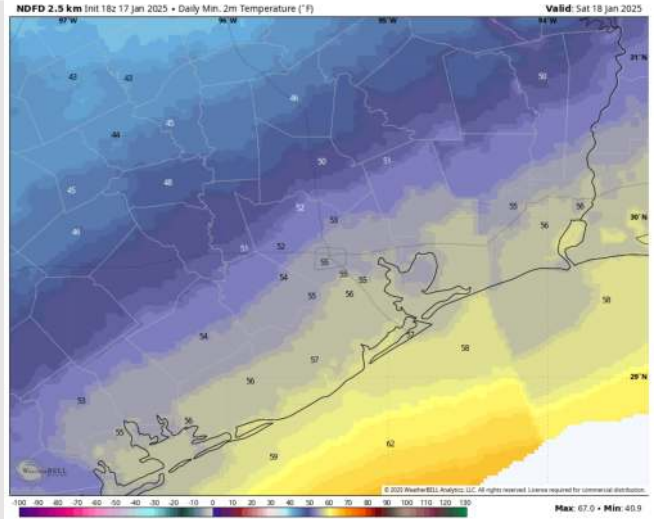 NDFD 2.5 km Init 18z 17 Jan 2025 • Daily Min. 2m Temperature (°F)
Valid: Sat 18 Jan 2025
97°W 96°W 95°W 94°W
31°N
43 43 46 50
44 45
50 51
45 48
46
52 53 55 56
30°N
51 52 56
55
54 55 55
55 56
58
54
57 58
29°N
56
53
55 56
59 62
WeatherBELL
© 2025 WeatherBELL Analytics, LLC. All rights reserved. License required for commercial distribution.
-100 -90 -80 -70 -60 -50 -40 -30 -20 -10 0 10 20 30 40 50 60 70 80 90 100 110 120 130
Max: 67.0 • Min: 40.9